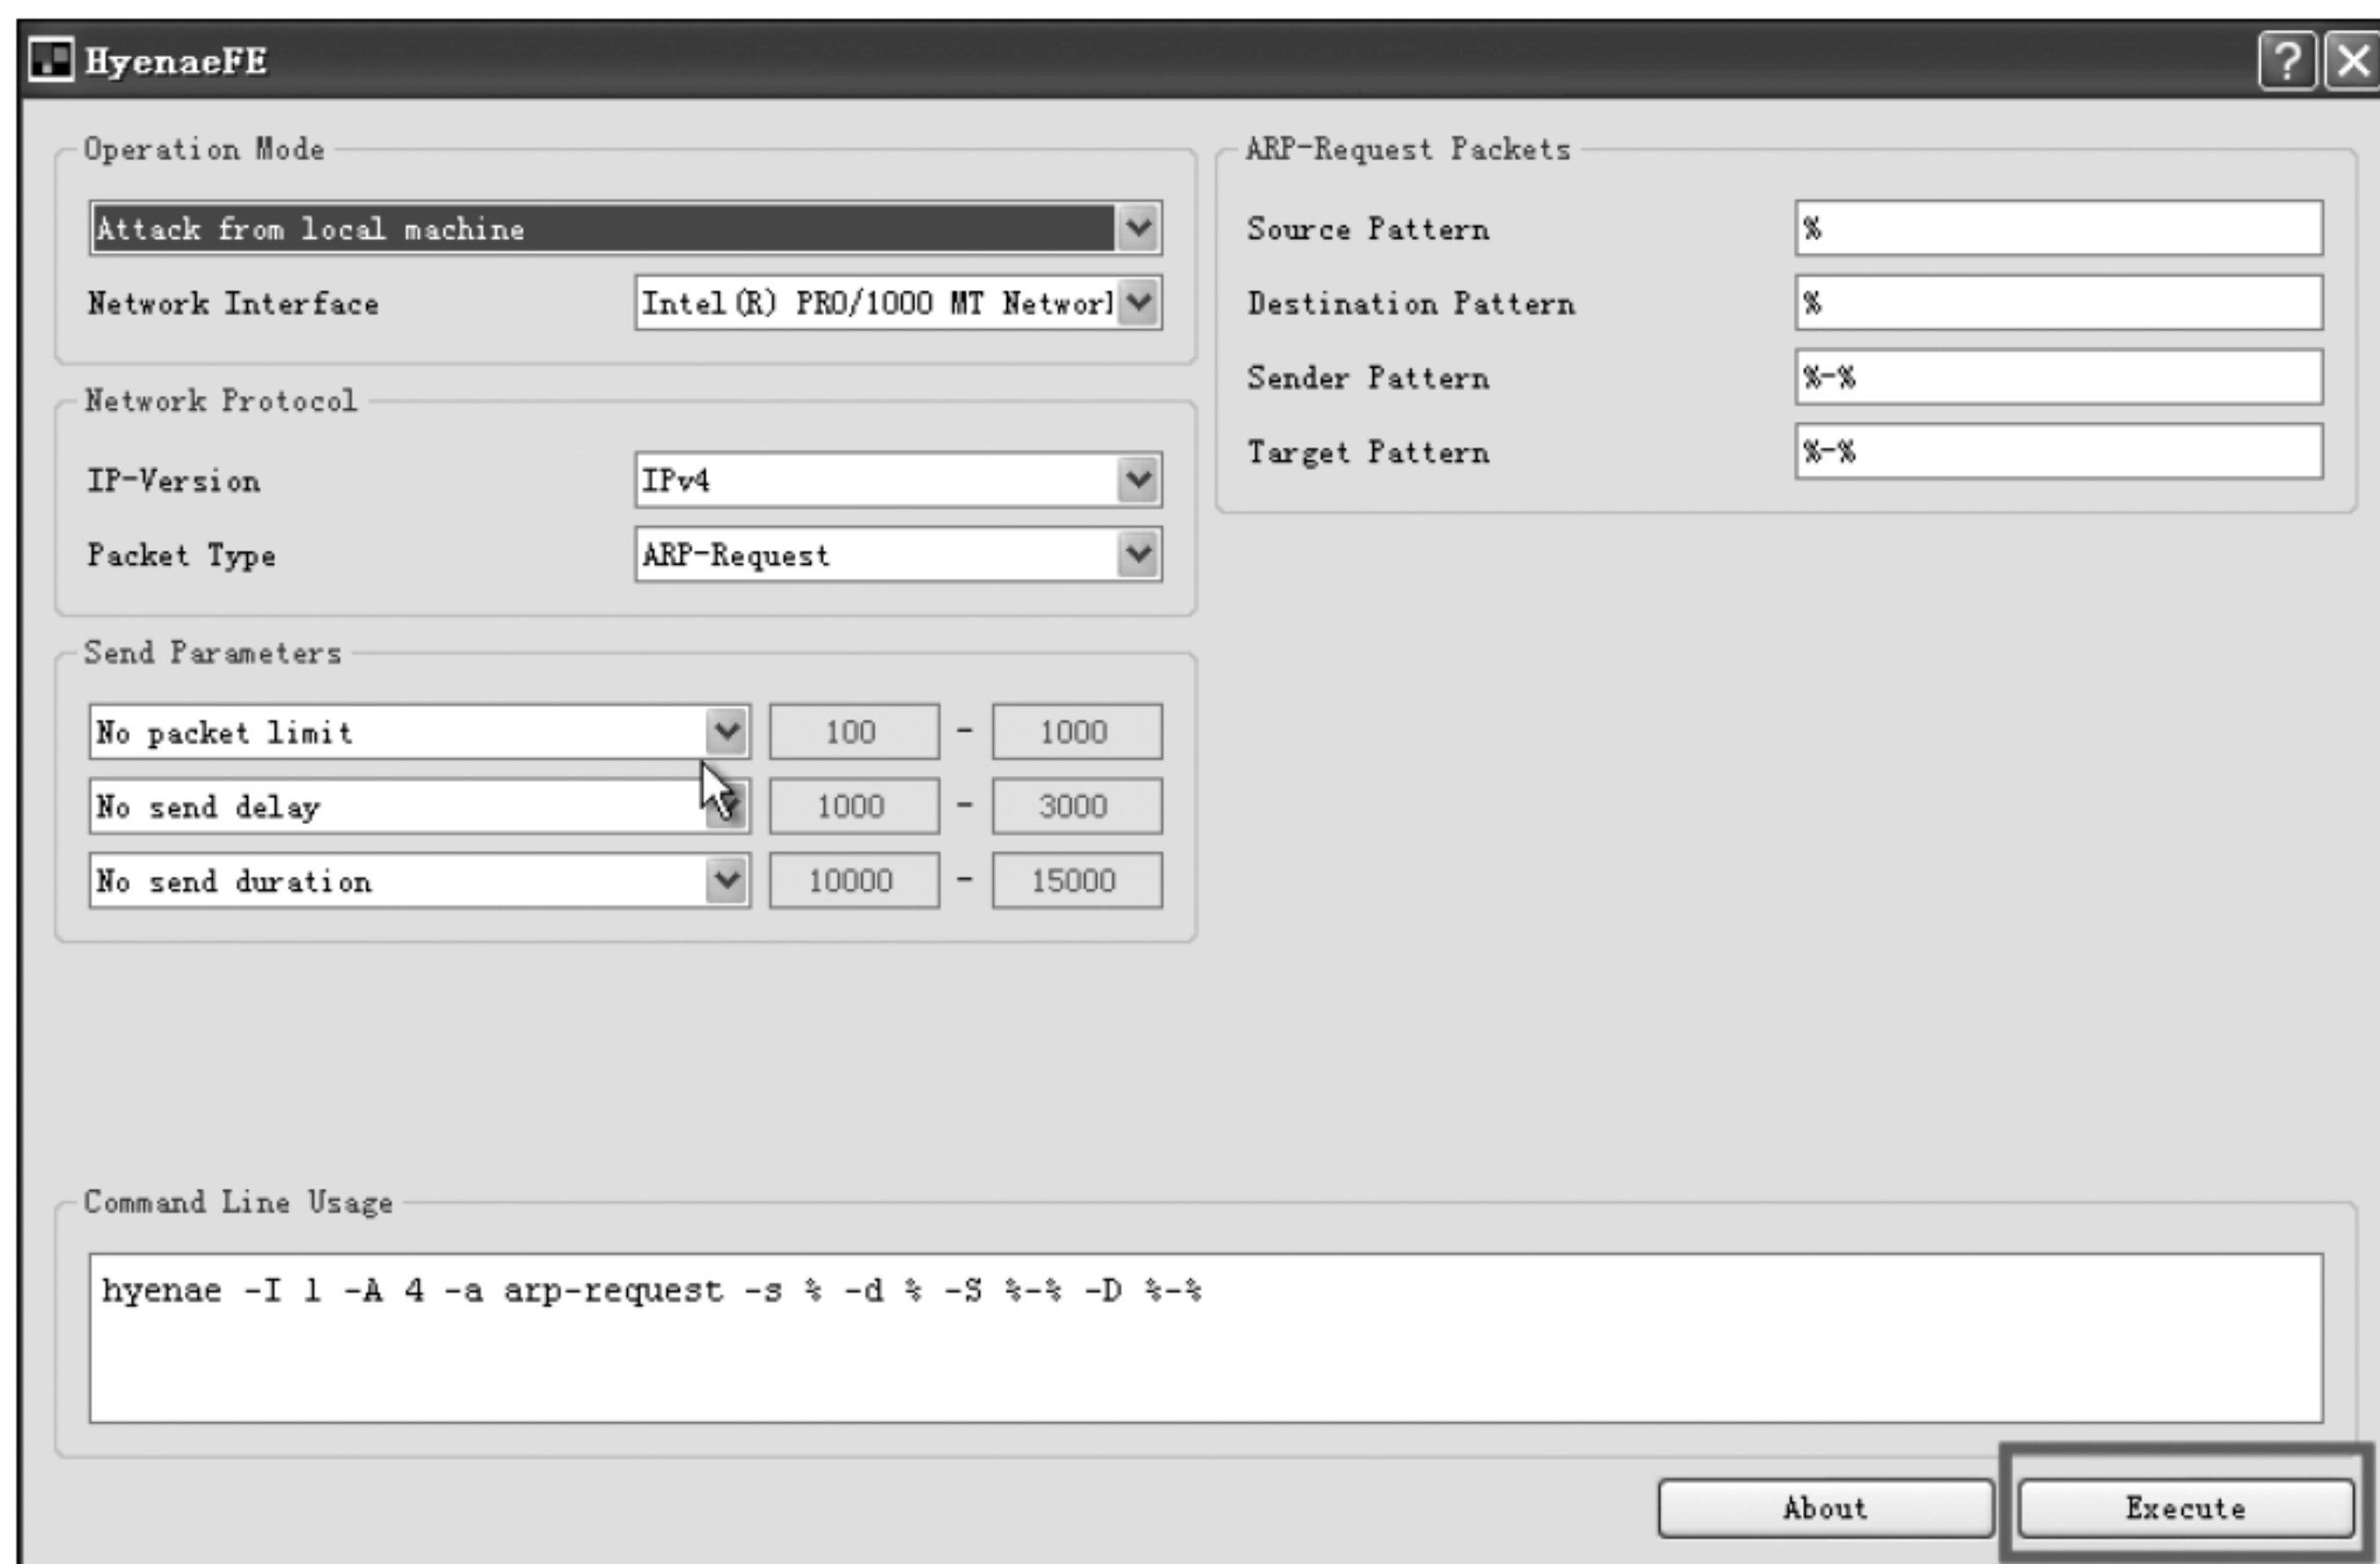 HyenaeFE
Operation Mode
Attack from local machine
Network Interface
Intel(R) PRO/1000 MT Networl
Network Protocol
IP-Version
IPv4
Packet Type
ARP-Request
Send Parameters
No packet limit
100 - 1000
No send delay
1000 - 3000
No send duration
10000 - 15000
ARP-Request Packets
Source Pattern
%
Destination Pattern
%
Sender Pattern
%-%
Target Pattern
%-%
Command Line Usage
hyenae -I 1 -A 4 -a arp-request -s % -d % -S %-% -D %-%
About
Execute